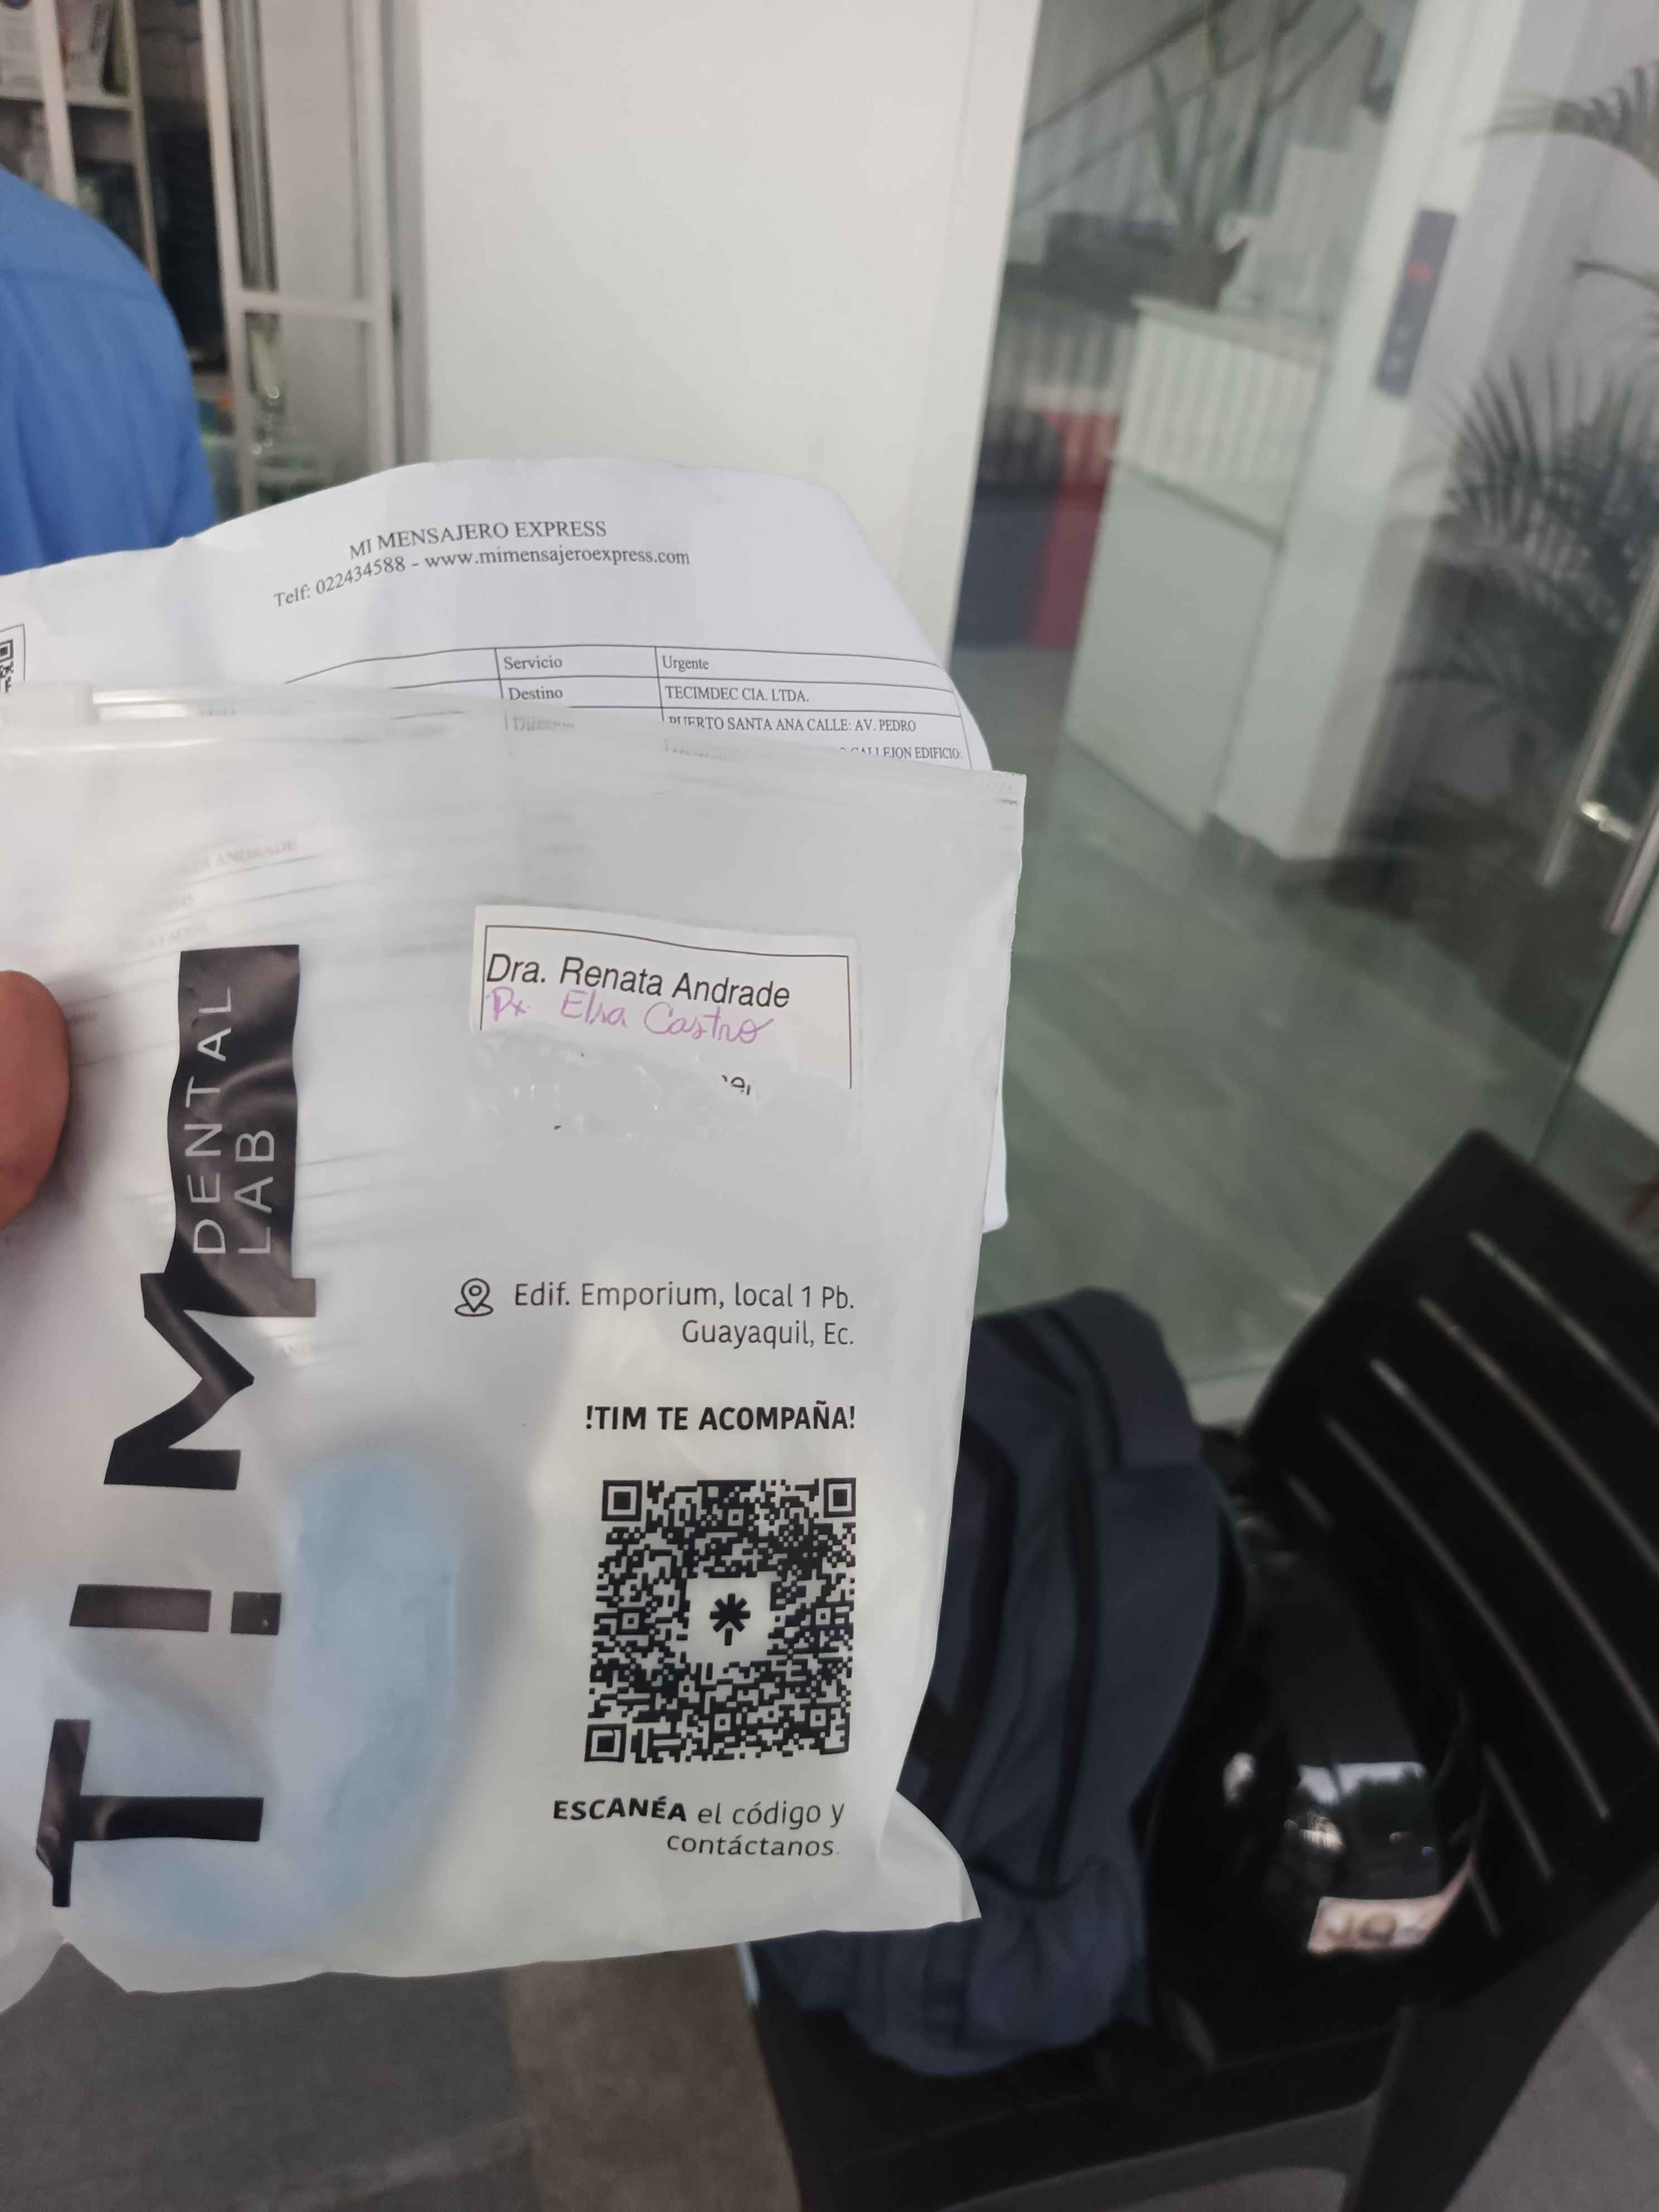 MI MENSAJERO EXPRESS
Telf: 022434588 - www.mimensajeroexpress.com
Servicio Urgente
Destino TECIMDEC CIA. LTDA.
PUERTO SANTA ANA CALLE: AV. PEDRO
CALLEJON EDIFICIO:
ANDRADE
Dra. Renata Andrade
Px. Elsa Castro
TiM
DENTAL
LAB
Edif. Emporium, local 1 Pb.
Guayaquil, Ec.
!TIM TE ACOMPAÑA!
ESCANÉA el código y
contáctanos.